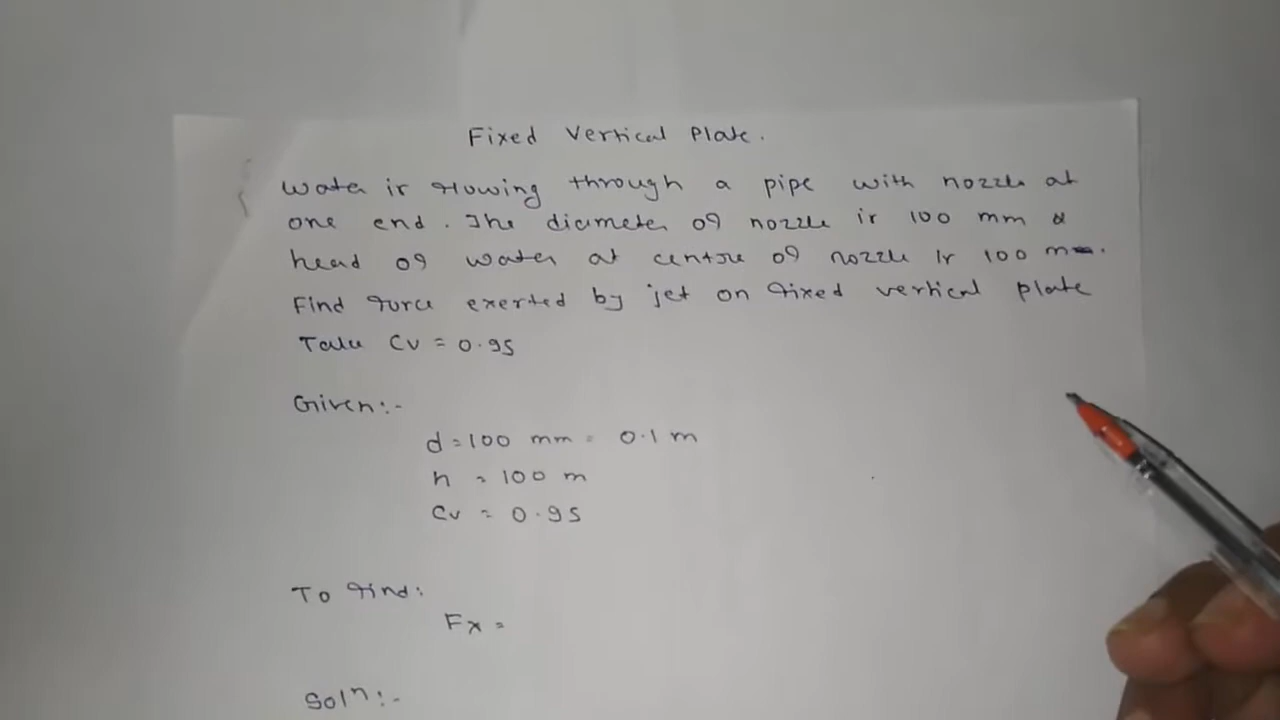 Fixed Vertical Plate.
Water is flowing through a pipe with nozzle at
one end. The diameter of nozzle is 100 mm &
head of water at centre of nozzle is 100 m.
Find force exerted by jet on fixed vertical plate
Take Cv = 0.95
Given:-
d = 100 mm = 0.1 m
h = 100 m
Cv = 0.95
To find:
Fx =
Soln:-